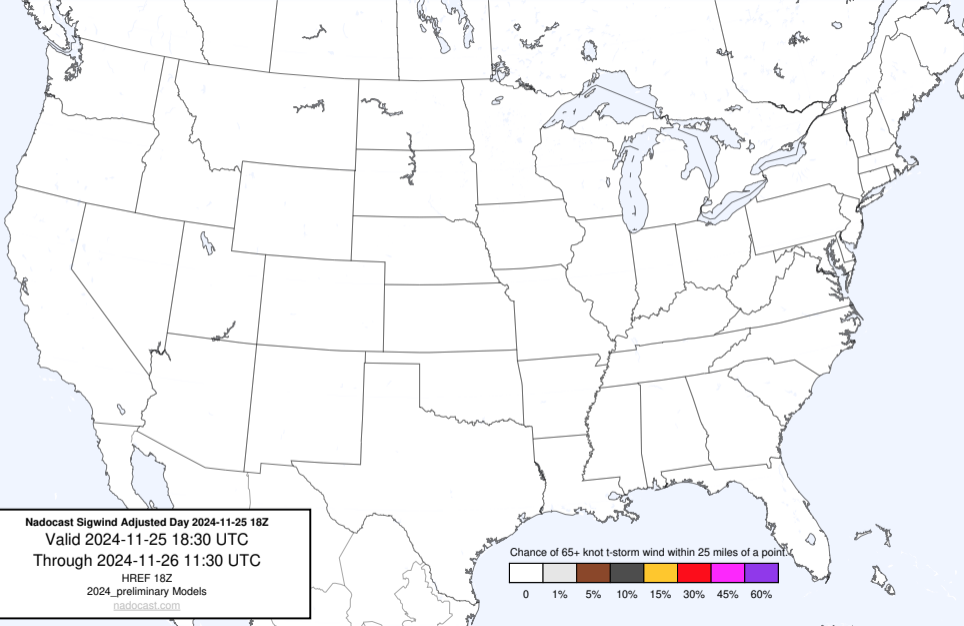 Nadocast Sigwind Adjusted Day 2024-11-25 18Z
Valid 2024-11-25 18:30 UTC
Through 2024-11-26 11:30 UTC
HREF 18Z
2024_preliminary Models
nadocast.com
Chance of 65+ knot t-storm wind within 25 miles of a point.
0 1% 5% 10% 15% 30% 45% 60%